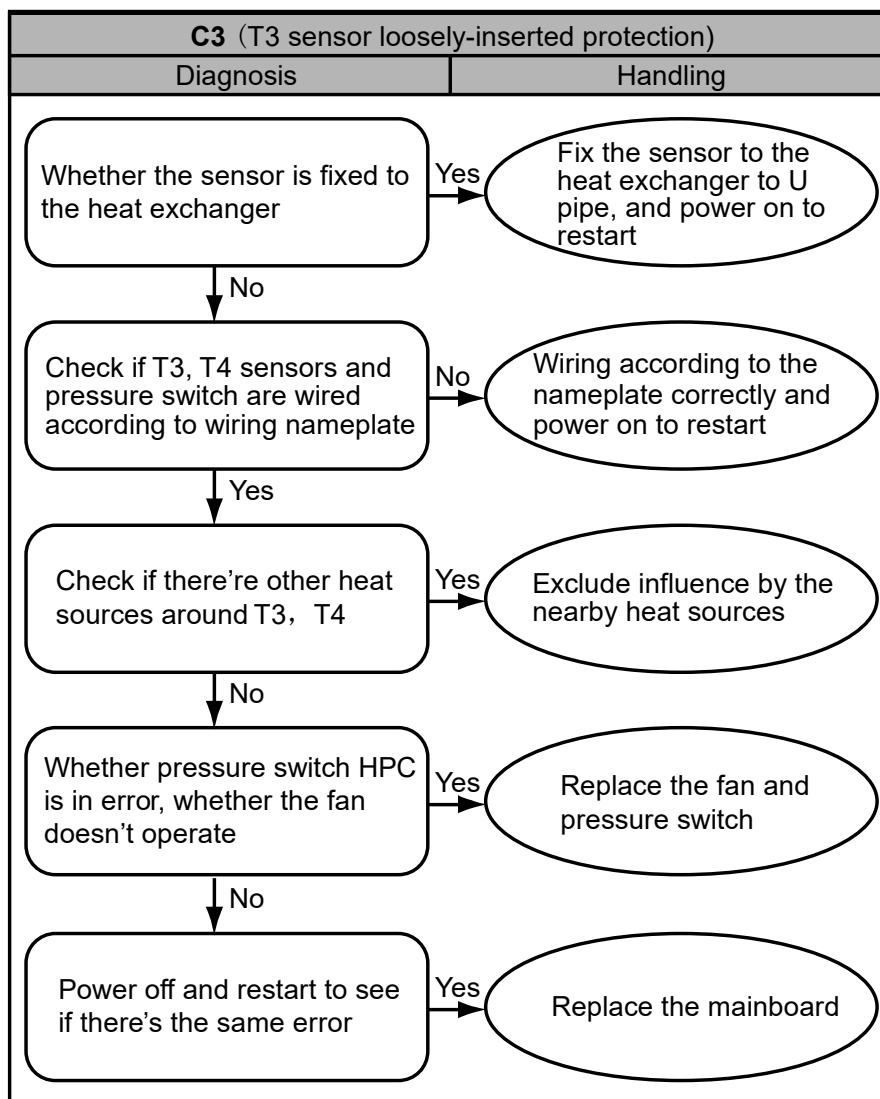 C3（T3 sensor loosely-inserted protection)
Diagnosis
Handling
Whether the sensor is fixed to
the heat exchanger
Yes
Fix the sensor to the
heat exchanger to U
pipe, and power on to
restart
No
Check if T3, T4 sensors and
pressure switch are wired
according to wiring nameplate
No
Wiring according to the
nameplate correctly and
power on to restart
Yes
Check if there're other heat
sources around T3，T4
Yes
Exclude influence by the
nearby heat sources
No
Whether pressure switch HPC
is in error, whether the fan
doesn't operate
Yes
Replace the fan and
pressure switch
No
Power off and restart to see
if there's the same error
Yes
Replace the mainboard